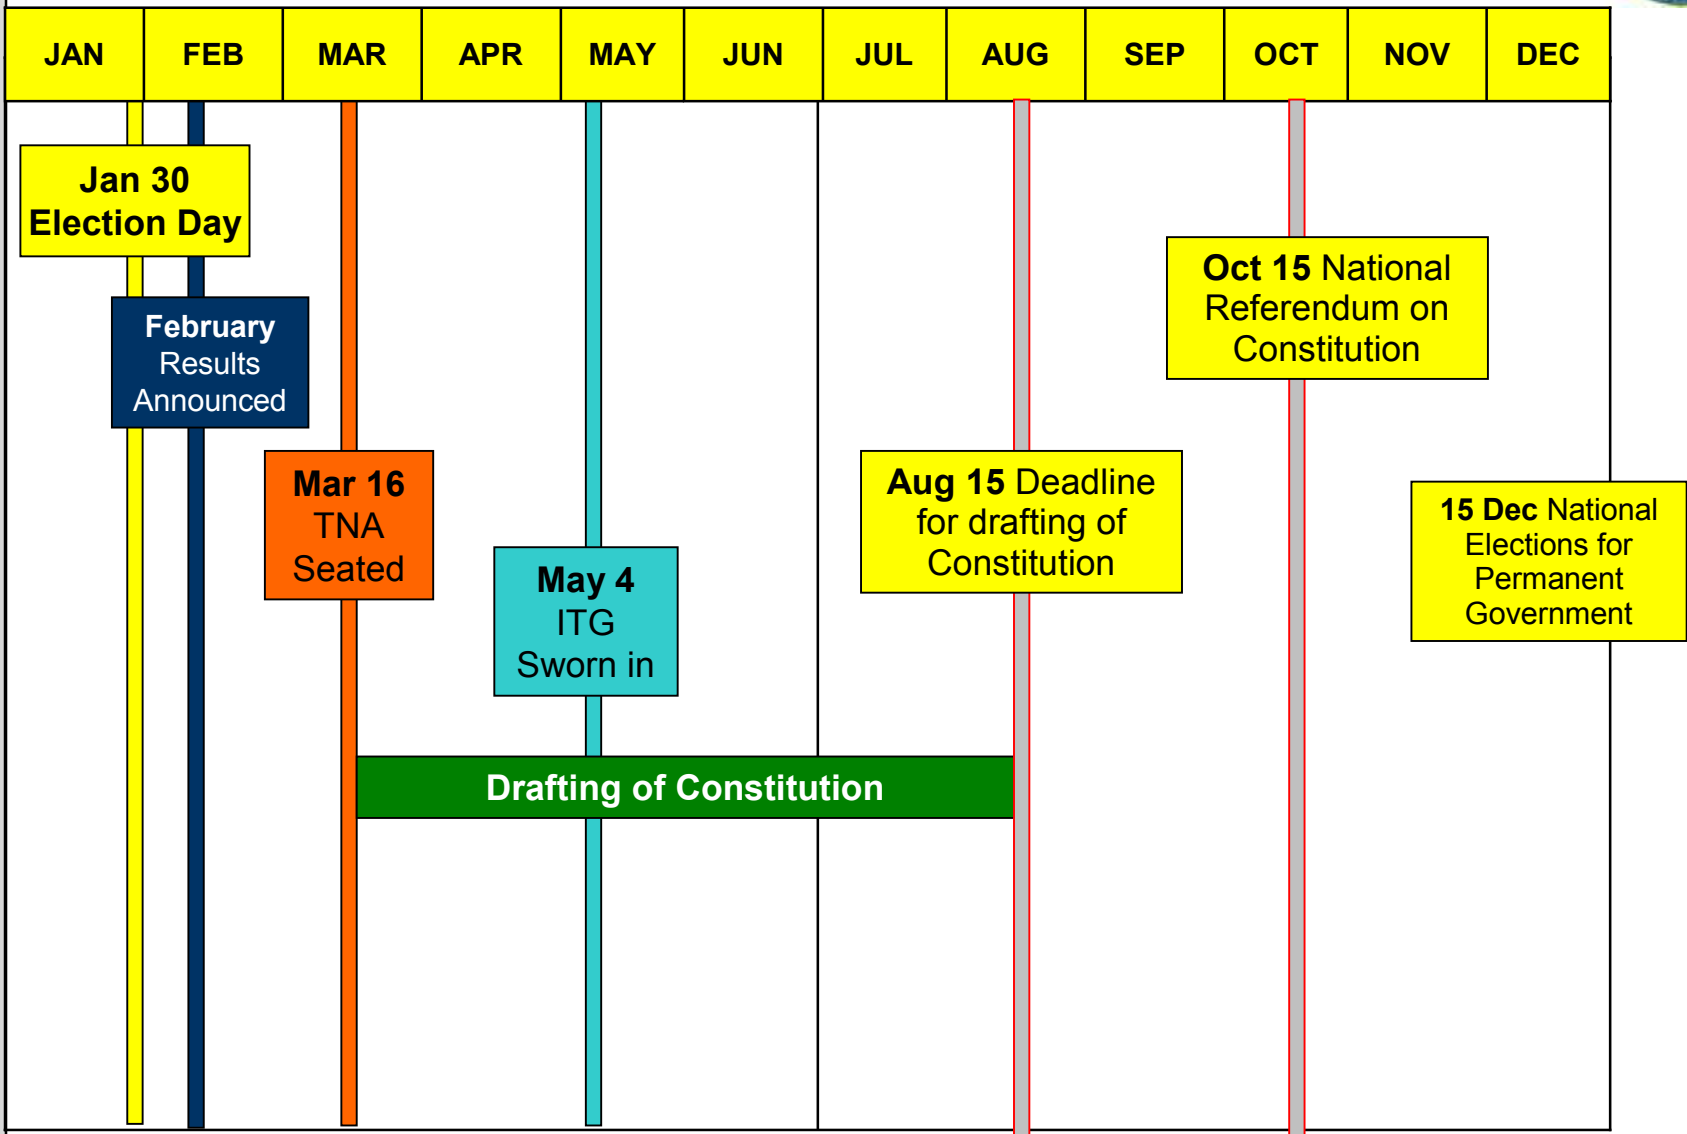 JAN FEB MAR APR MAY JUN JUL AUG SEP OCT NOV DEC
Jan 30
Election Day
February
Results
Announced
Mar 16
TNA
Seated
May 4
ITG
Sworn in
Aug 15 Deadline
for drafting of
Constitution
Oct 15 National
Referendum on
Constitution
15 Dec National
Elections for
Permanent
Government
Drafting of Constitution